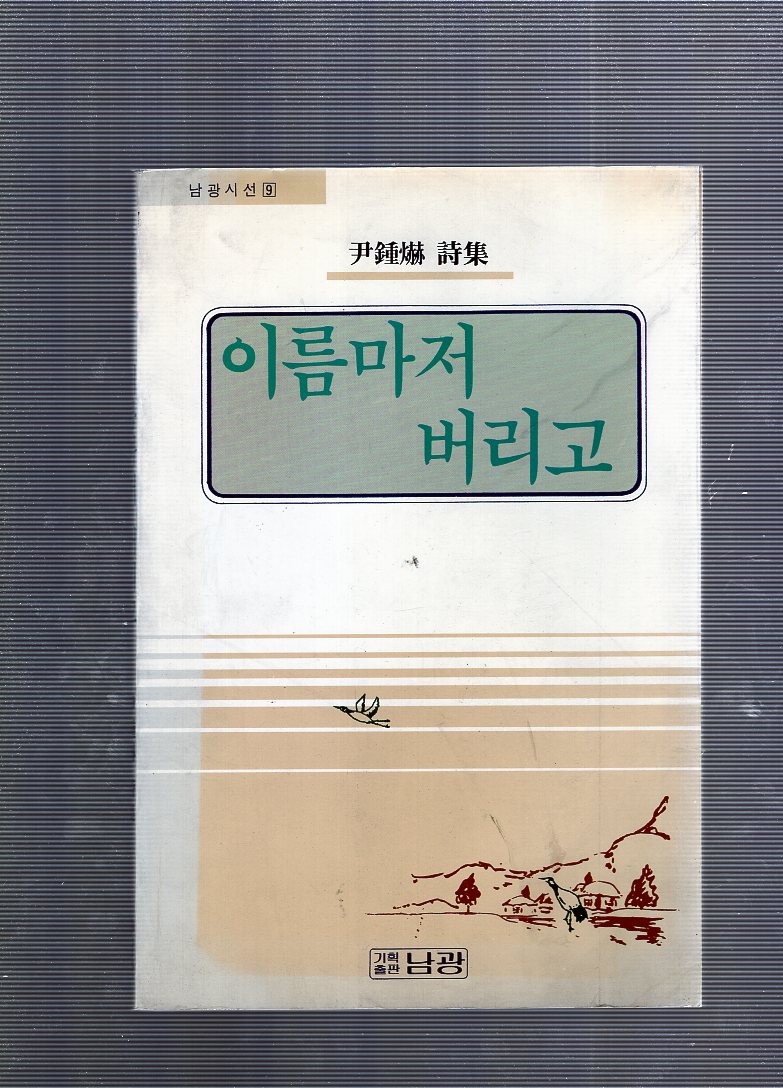 남광시선 9
尹鍾爀 詩集
이름마저
버리고
기획
출판 남광